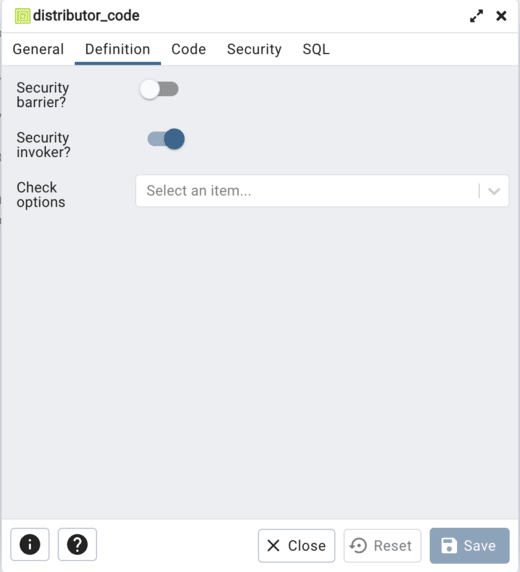 distributor_code
General Definition Code Security SQL
Security
barrier?
Security
invoker?
Check
options
Select an item...
Close Reset Save